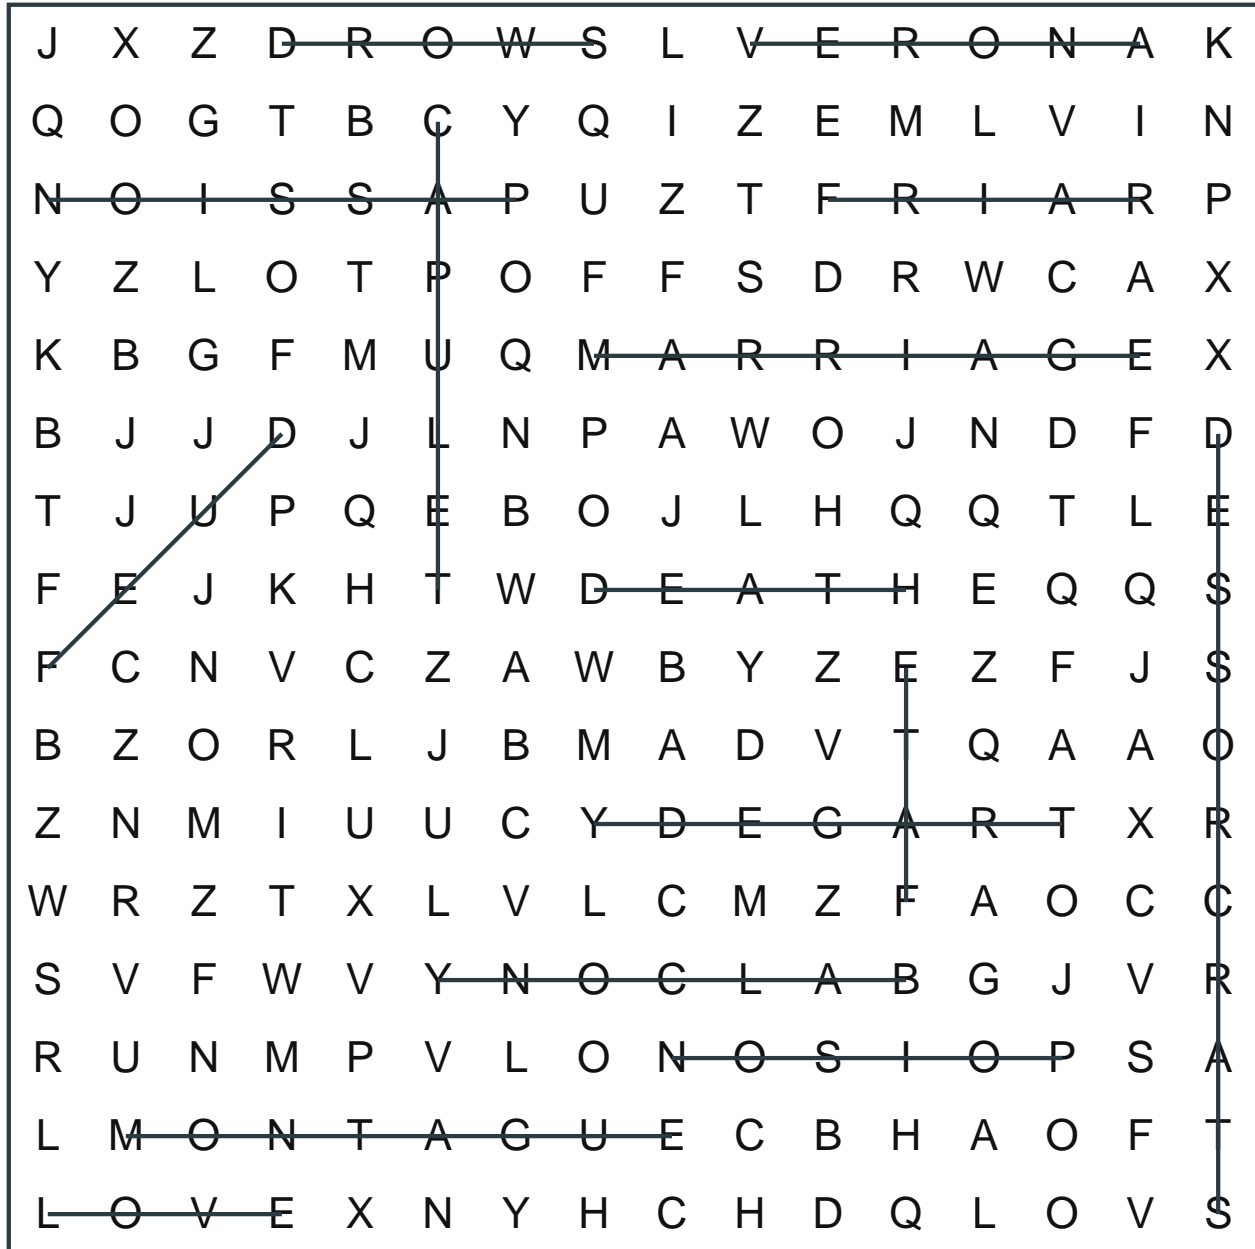 J X Z D R O W S L V E R O N A K
Q O G T B C Y Q I Z E M L V I N
N O I S S A P U Z T F R I A R P
Y Z L O T P O F F S D R W C A X
K B G F M U Q M A R R I A G E X
B J J D J L N P A W O J N D F D
T J U P Q E B O J L H Q Q T L E
F E J K H T W D E A T H E Q Q S
F C N V C Z A W B Y Z E Z F J S
B Z O R L J B M A D V T Q A A O
Z N M I U U C Y D E G A R T X R
W R Z T X L V L C M Z F A O C C
S V F W V Y N O C L A B G J V R
R U N M P V L O N O S I O P S A
L M O N T A G U E C B H A O F T
L O V E X N Y H C H D Q L O V S